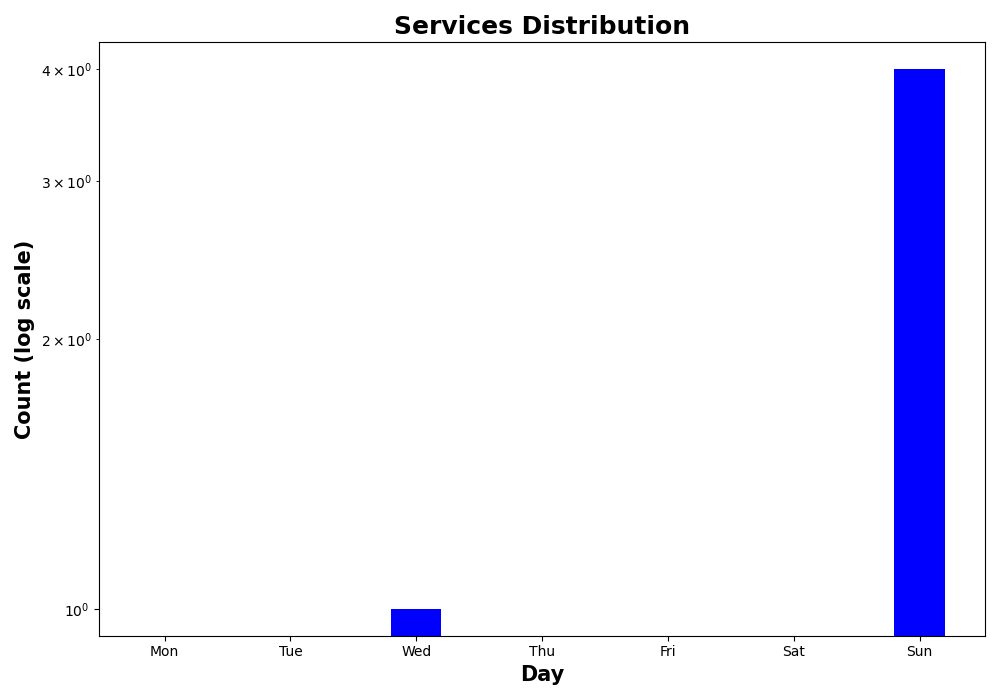 Services Distribution
Count (log scale)
4 × 10⁰
3 × 10⁰
2 × 10⁰
10⁰
Mon Tue Wed Thu Fri Sat Sun
Day